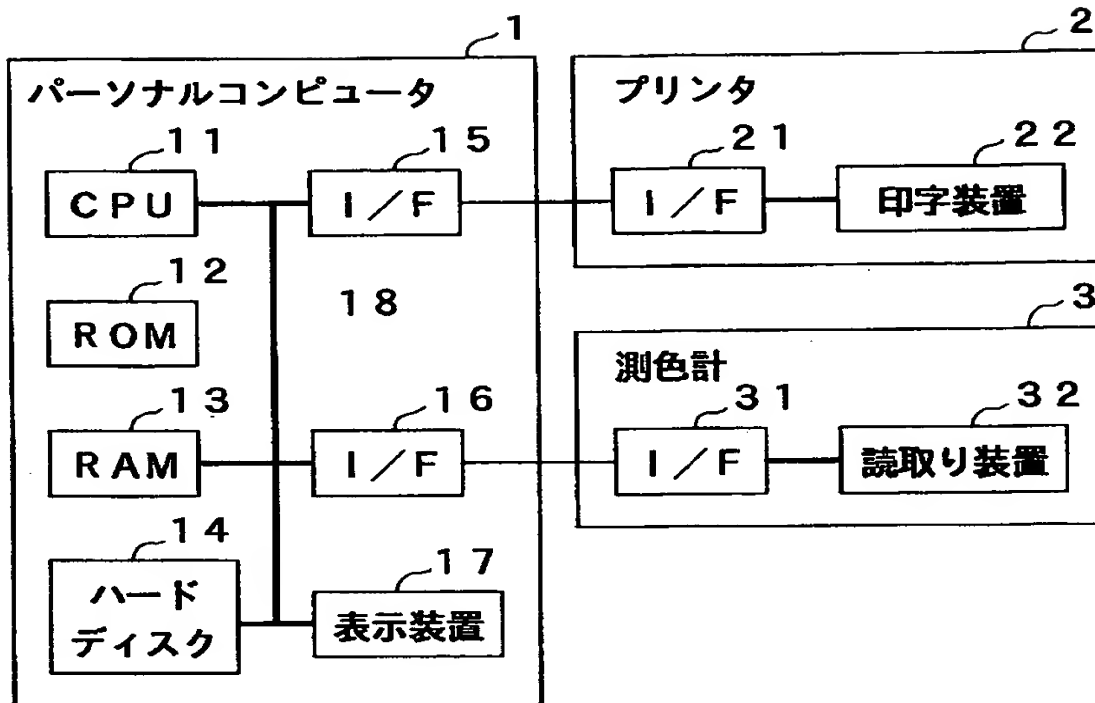 1
パーソナルコンピュータ
11
CPU
15
I/F
12
ROM
18
13
RAM
16
I/F
14
ハード
ディスク
17
表示装置
2
プリンタ
21
I/F
22
印字装置
3
測色計
31
I/F
32
読取り装置